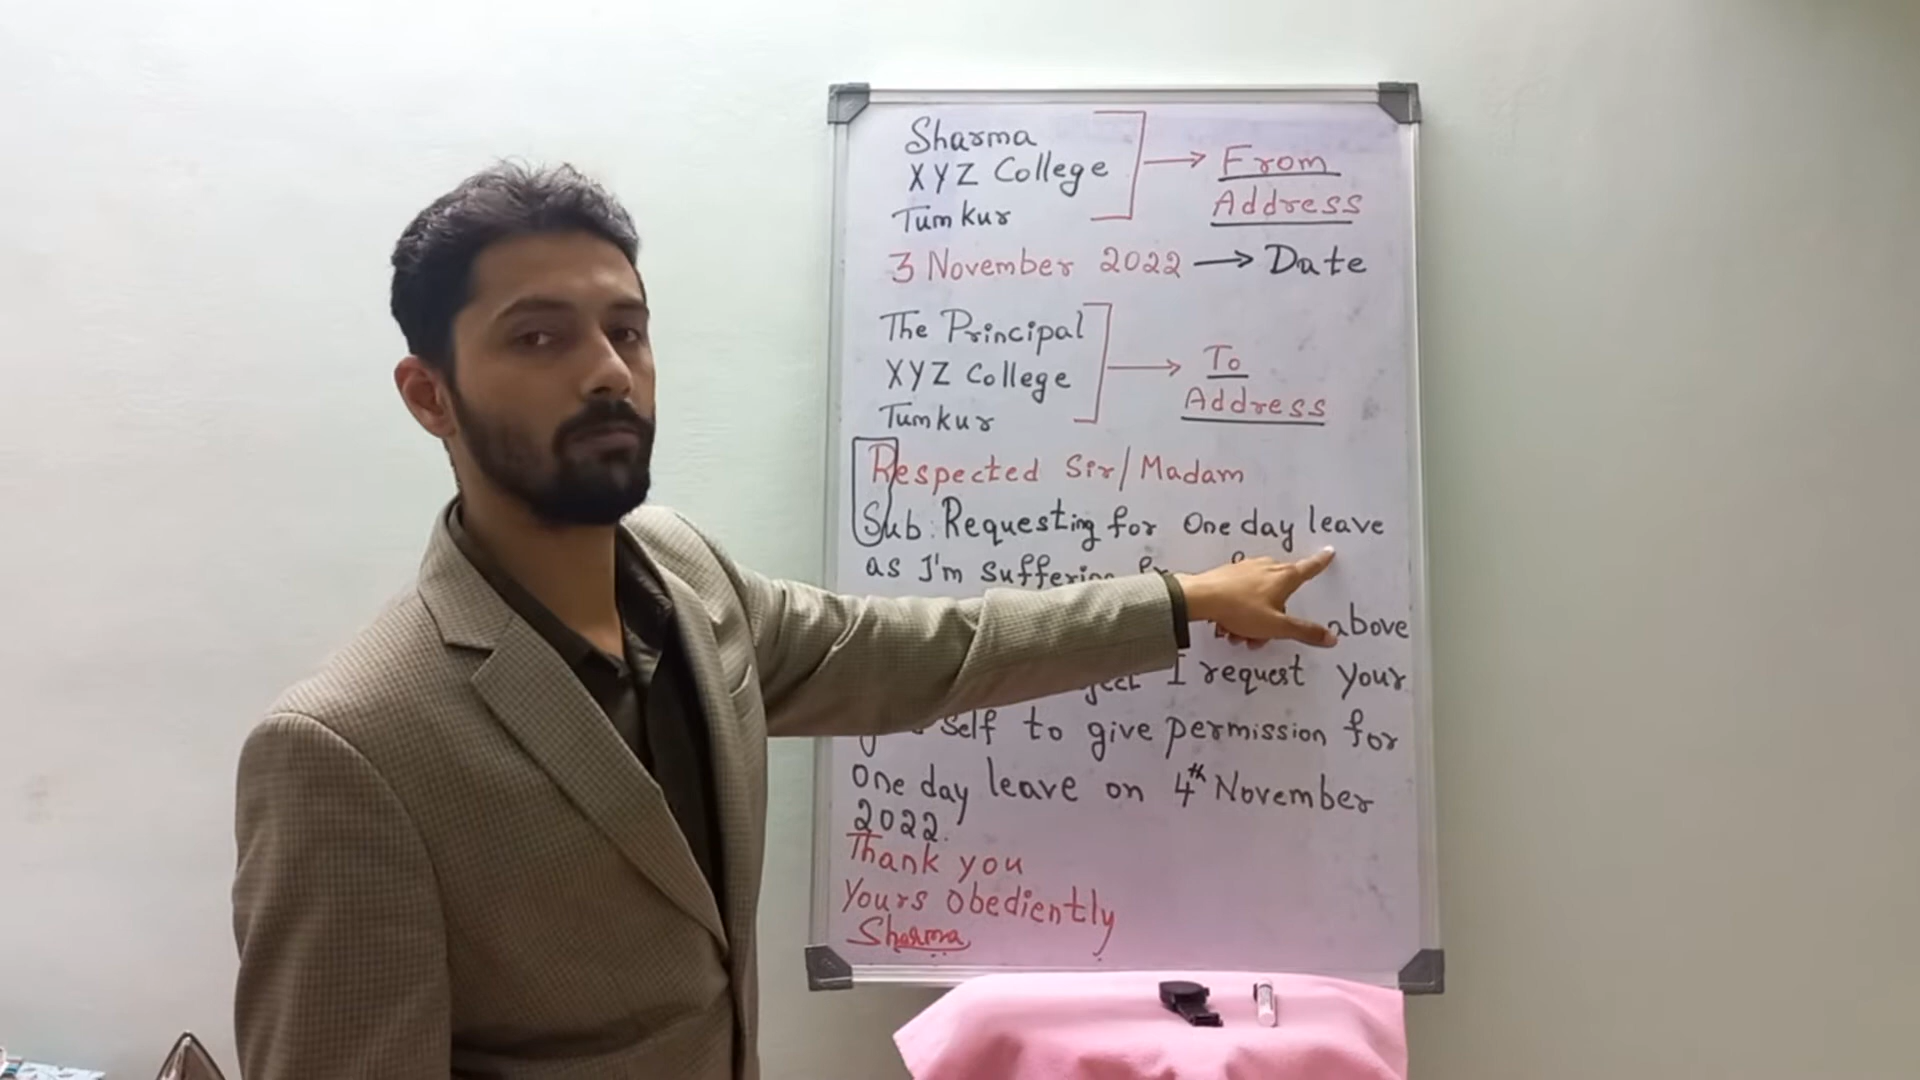 Sharma
XYZ College
Tumkur
From
Address
3 November 2022 → Date
The Principal
XYZ College
Tumkur
To
Address
Respected Sir/Madam
Sub: Requesting for One day leave
as I'm suffering
above
I request your
self to give permission for
One day leave on 4th November
2022.
Thank you
Yours Obediently
Sharma